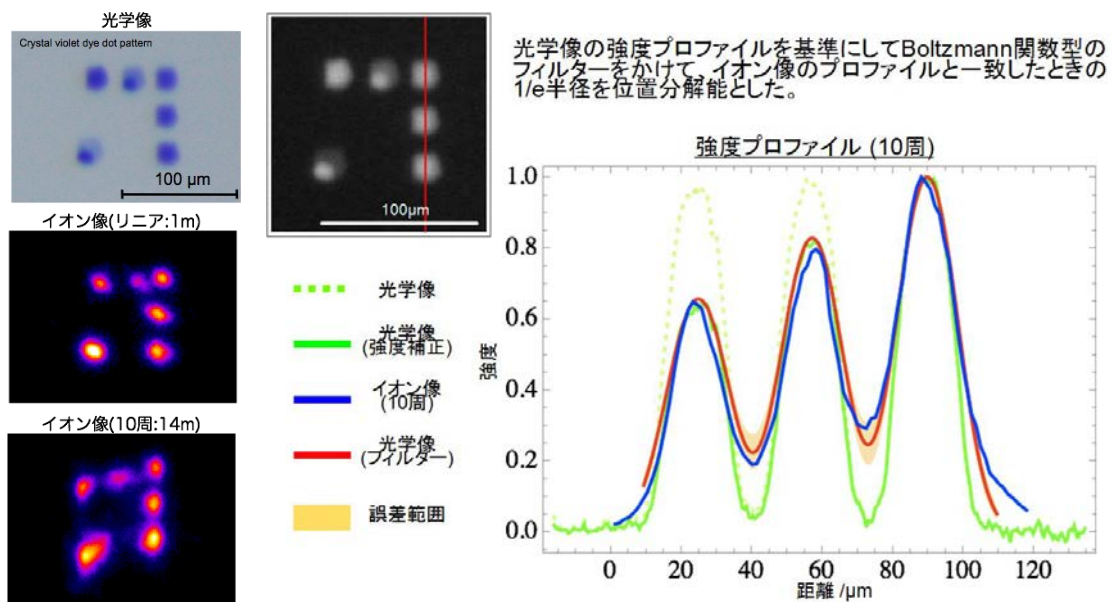 光学像
Crystal violet dye dot pattern
100 µm
イオン像(リニア:1m)
イオン像(10周:14m)
100µm
光学像
光学像
(強度補正)
イオン像
(10周)
光学像
(フィルター)
誤差範囲
光学像の強度プロファイルを基準にしてBoltzmann関数型の
フィルターをかけて、イオン像のプロファイルと一致したときの
1/e半径を位置分解能とした。
強度プロファイル (10周)
強度
1.0
0.8
0.6
0.4
0.2
0.0
0 20 40 60 80 100 120
距離 /µm